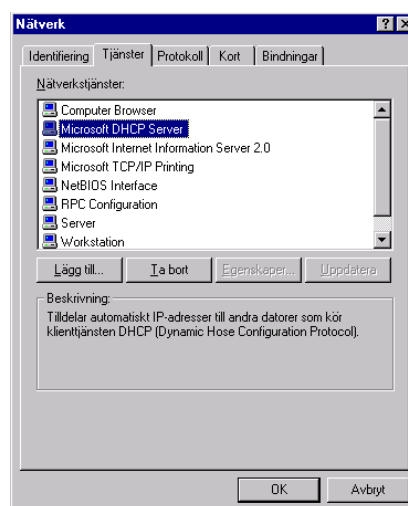 Nätverk
Identifiering Tjänster Protokoll Kort Bindningar
Nätverkstjänster:
Computer Browser
Microsoft DHCP Server
Microsoft Internet Information Server 2.0
Microsoft TCP/IP Printing
NetBIOS Interface
RPC Configuration
Server
Workstation
Lägg till... Ta bort Egenskaper... Uppdatera
Beskrivning:
Tilldelar automatiskt IP-adresser till andra datorer som kör
klienttjänsten DHCP (Dynamic Hose Configuration Protocol).
OK Avbryt